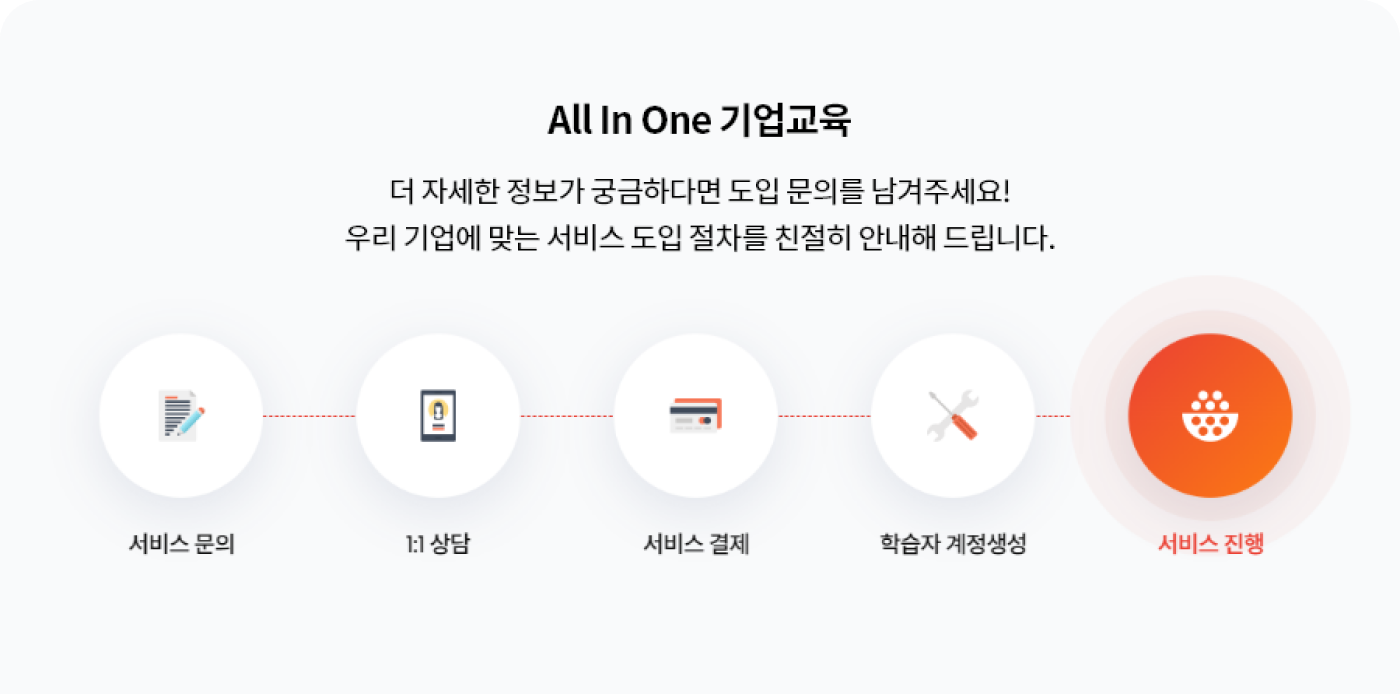 All In One 기업교육
더 자세한 정보가 궁금하다면 도입 문의를 남겨주세요!
우리 기업에 맞는 서비스 도입 절차를 친절히 안내해 드립니다.
서비스 문의
1:1 상담
서비스 결제
학습자 계정생성
서비스 진행